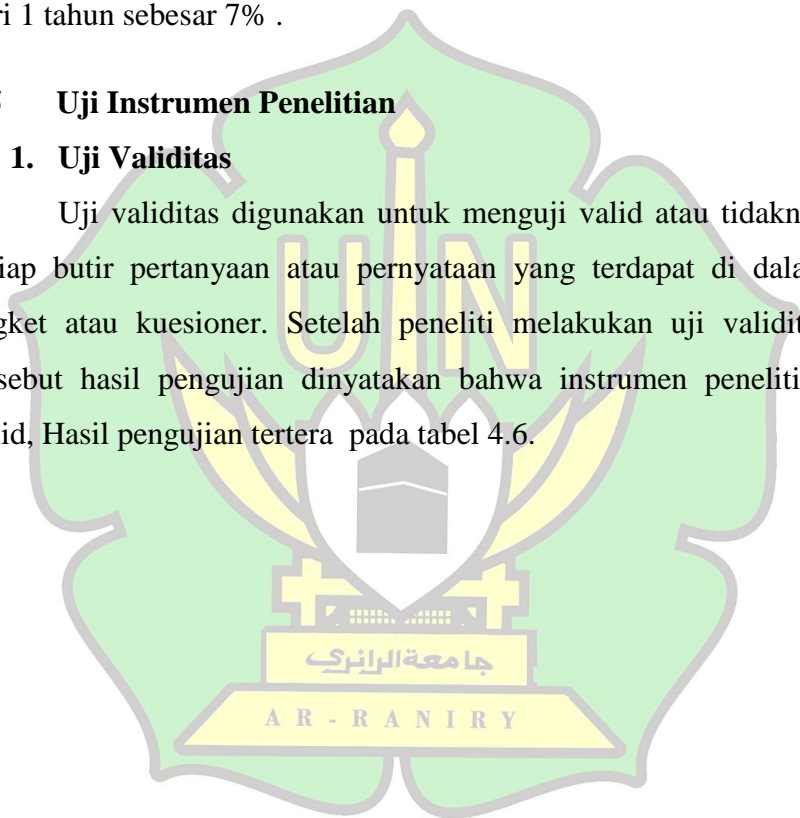 ri 1 tahun sebesar 7% .
Uji Instrumen Penelitian
1. Uji Validitas
Uji validitas digunakan untuk menguji valid atau tidakn
iap butir pertanyaan atau pernyataan yang terdapat di dala
gket atau kuesioner. Setelah peneliti melakukan uji validit
sebut hasil pengujian dinyatakan bahwa instrumen peneliti
id, Hasil pengujian tertera pada tabel 4.6.
UIN
جامعةالرانري
AR-RANIRY